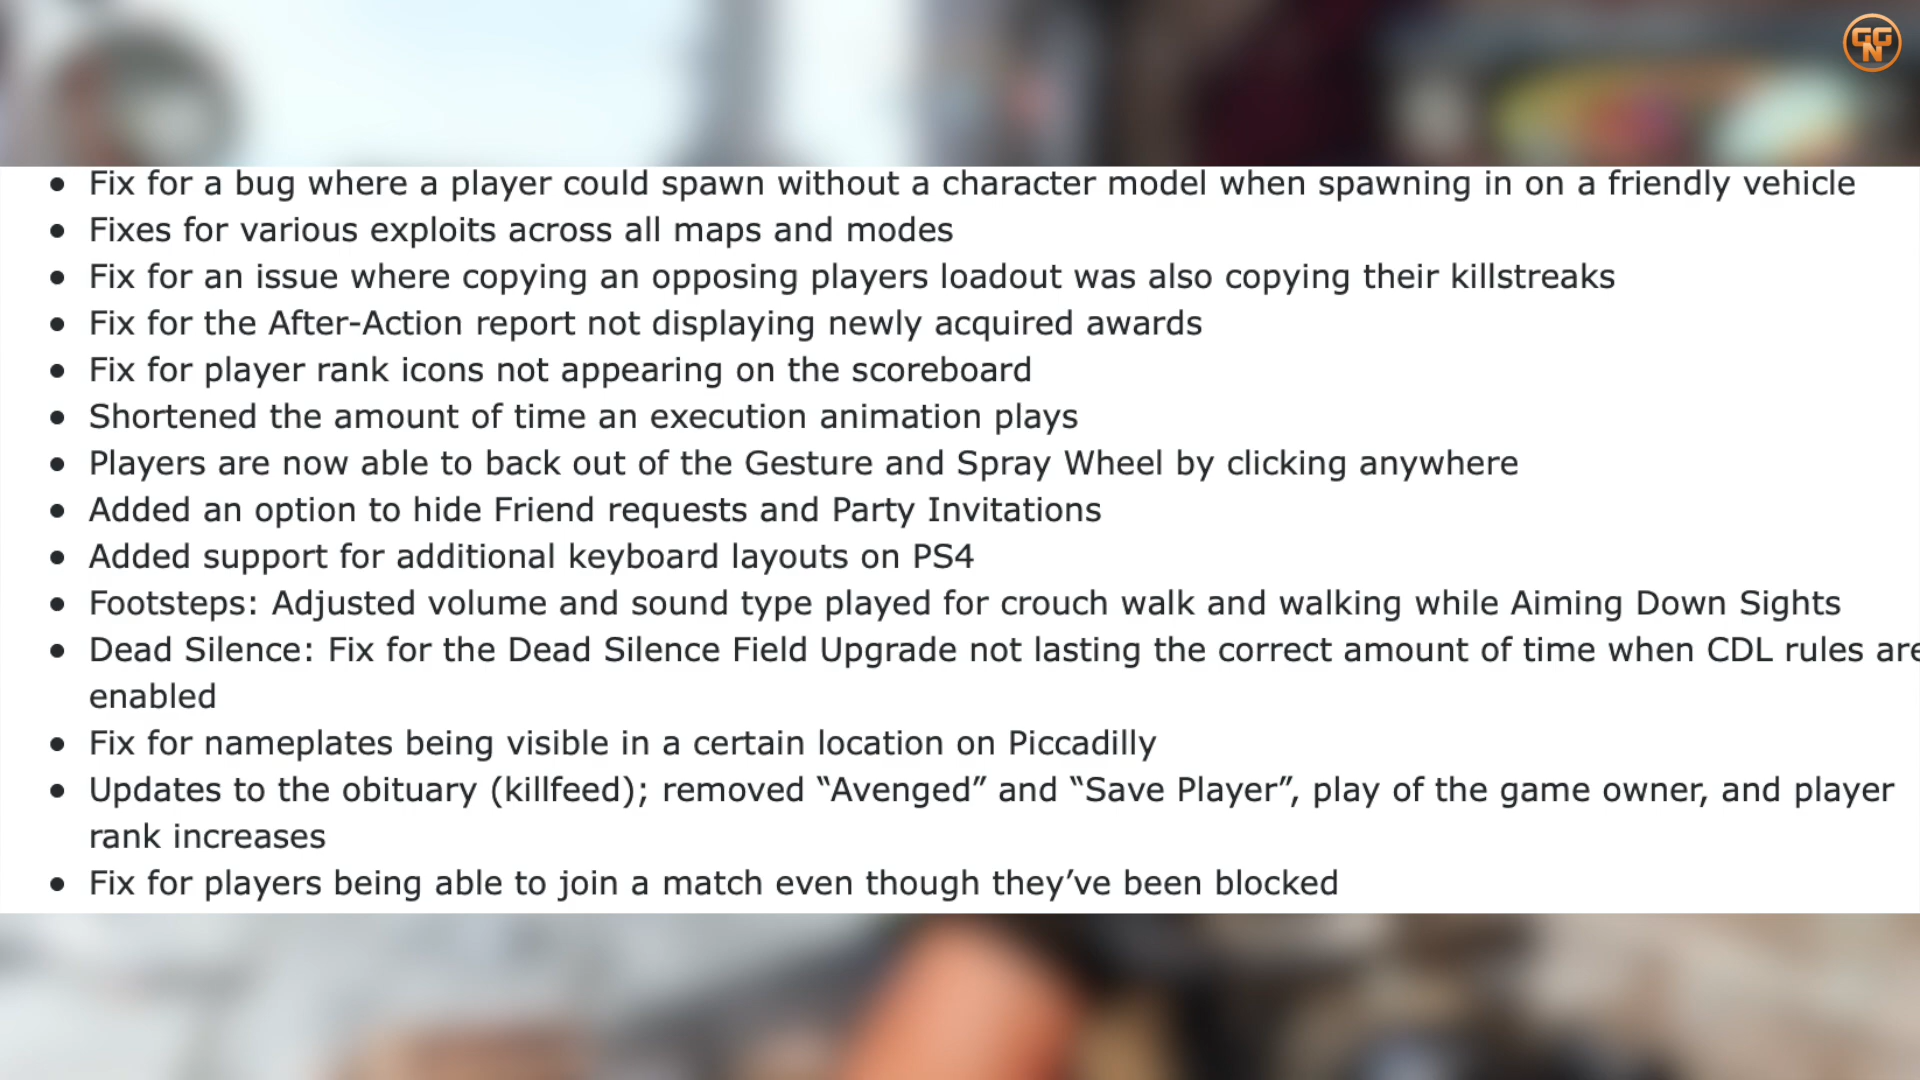 GGN
• Fix for a bug where a player could spawn without a character model when spawning in on a friendly vehicle
• Fixes for various exploits across all maps and modes
• Fix for an issue where copying an opposing players loadout was also copying their killstreaks
• Fix for the After-Action report not displaying newly acquired awards
• Fix for player rank icons not appearing on the scoreboard
• Shortened the amount of time an execution animation plays
• Players are now able to back out of the Gesture and Spray Wheel by clicking anywhere
• Added an option to hide Friend requests and Party Invitations
• Added support for additional keyboard layouts on PS4
• Footsteps: Adjusted volume and sound type played for crouch walk and walking while Aiming Down Sights
• Dead Silence: Fix for the Dead Silence Field Upgrade not lasting the correct amount of time when CDL rules are
enabled
• Fix for nameplates being visible in a certain location on Piccadilly
• Updates to the obituary (killfeed); removed “Avenged” and “Save Player”, play of the game owner, and player
rank increases
• Fix for players being able to join a match even though they’ve been blocked